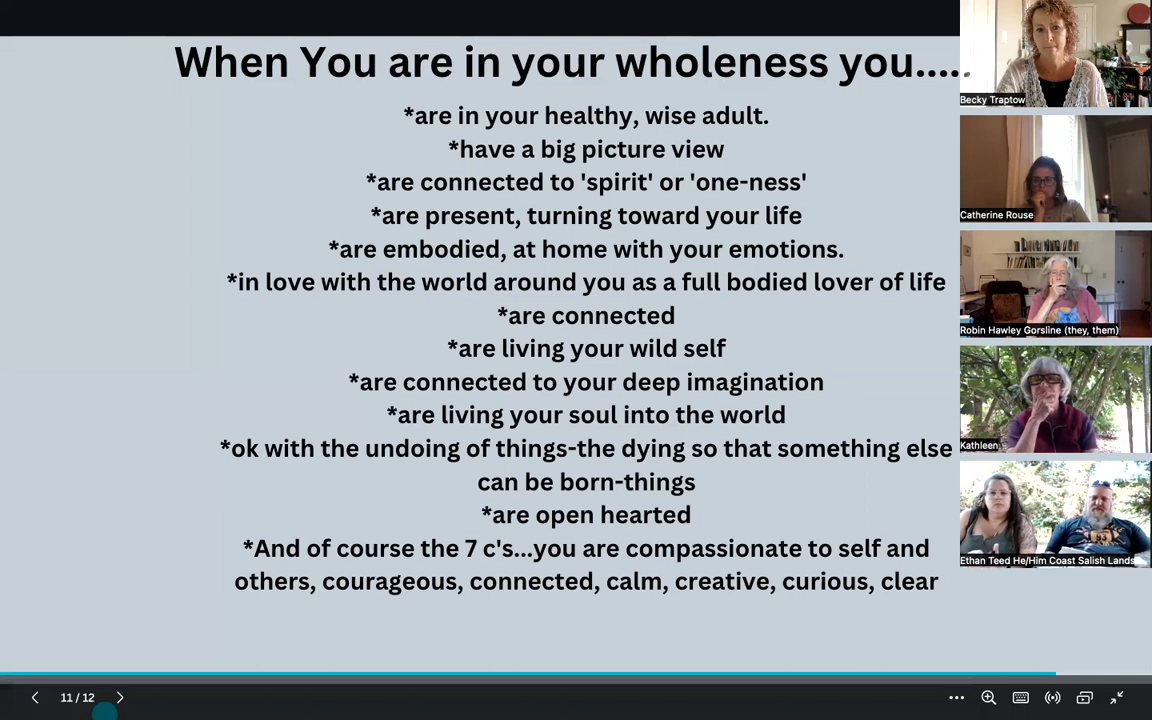 When You are in your wholeness you.....
*are in your healthy, wise adult.
*have a big picture view
*are connected to 'spirit' or 'one-ness'
*are present, turning toward your life
*are embodied, at home with your emotions.
*in love with the world around you as a full bodied lover of life
*are connected
*are living your wild self
*are connected to your deep imagination
*are living your soul into the world
*ok with the undoing of things-the dying so that something else
can be born-things
*are open hearted
*And of course the 7 c's...you are compassionate to self and
others, courageous, connected, calm, creative, curious, clear
Becky Traptow
Catherine Rouse
Robin Hawley Gorsline (they, them)
Kathleen
Ethan Teed He/Him Coast Salish Lands
11 / 12